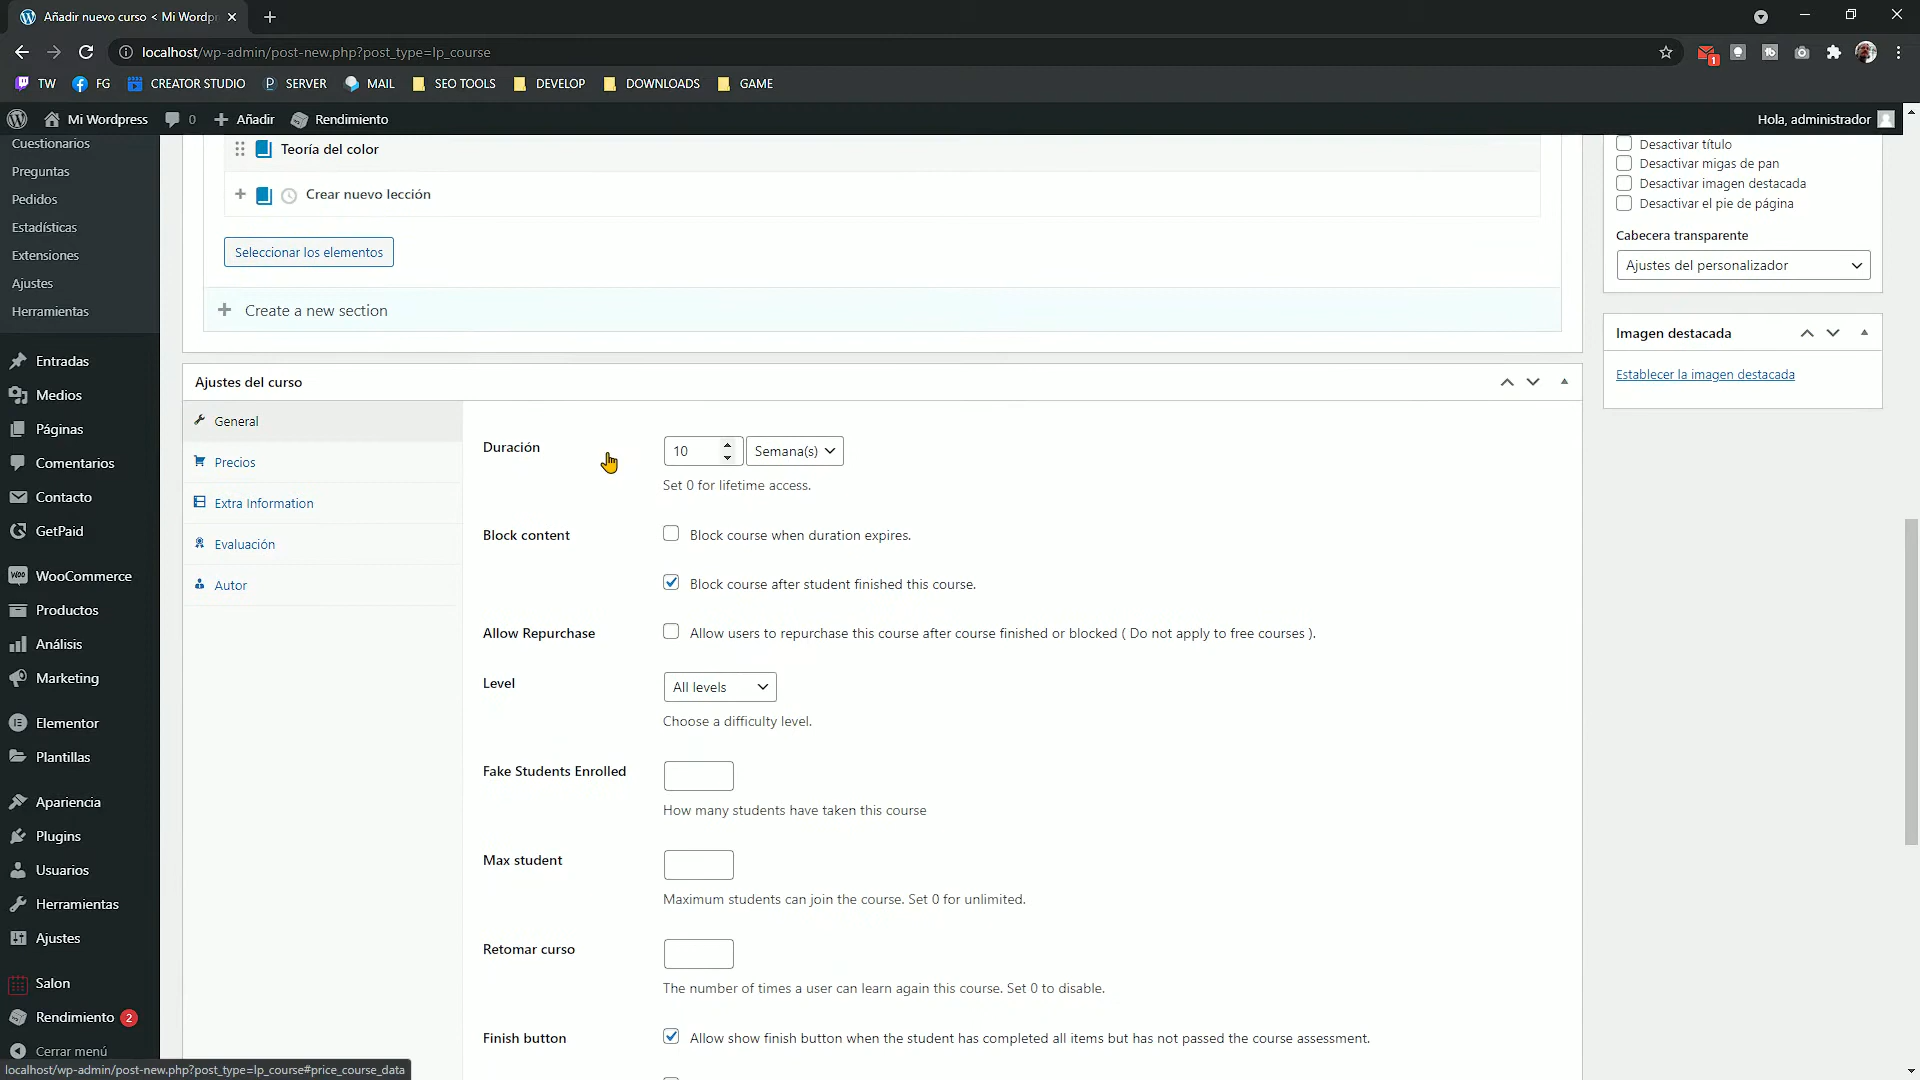 Añadir nuevo curso < Mi Wordpr
localhost/wp-admin/post-new.php?post_type=lp_course
1
TW
FG
CREATOR STUDIO
SERVER
MAIL
SEO TOOLS
DEVELOP
DOWNLOADS
GAME
Mi Wordpress
0
Añadir
Rendimiento
Hola, administrador
Cuestionarios
Preguntas
Pedidos
Estadísticas
Extensiones
Ajustes
Herramientas
Entradas
Medios
Páginas
Comentarios
Contacto
GetPaid
WooCommerce
Productos
Análisis
Marketing
Elementor
Plantillas
Apariencia
Plugins
Usuarios
Herramientas
Ajustes
Salon
Rendimiento 2
Cerrar menú
Teoría del color
Crear nuevo lección
Seleccionar los elementos
Create a new section
Ajustes del curso
General
Precios
Extra Information
Evaluación
Autor
Duración
10
Semana(s)
Set 0 for lifetime access.
Block content
Block course when duration expires.
Block course after student finished this course.
Allow Repurchase
Allow users to repurchase this course after course finished or blocked ( Do not apply to free courses ).
Level
All levels
Choose a difficulty level.
Fake Students Enrolled
How many students have taken this course
Max student
Maximum students can join the course. Set 0 for unlimited.
Retomar curso
The number of times a user can learn again this course. Set 0 to disable.
Finish button
Allow show finish button when the student has completed all items but has not passed the course assessment.
Desactivar título
Desactivar migas de pan
Desactivar imagen destacada
Desactivar el pie de página
Cabecera transparente
Ajustes del personalizador
Imagen destacada
Establecer la imagen destacada
localhost/wp-admin/post-new.php?post_type=lp_course#price_course_data